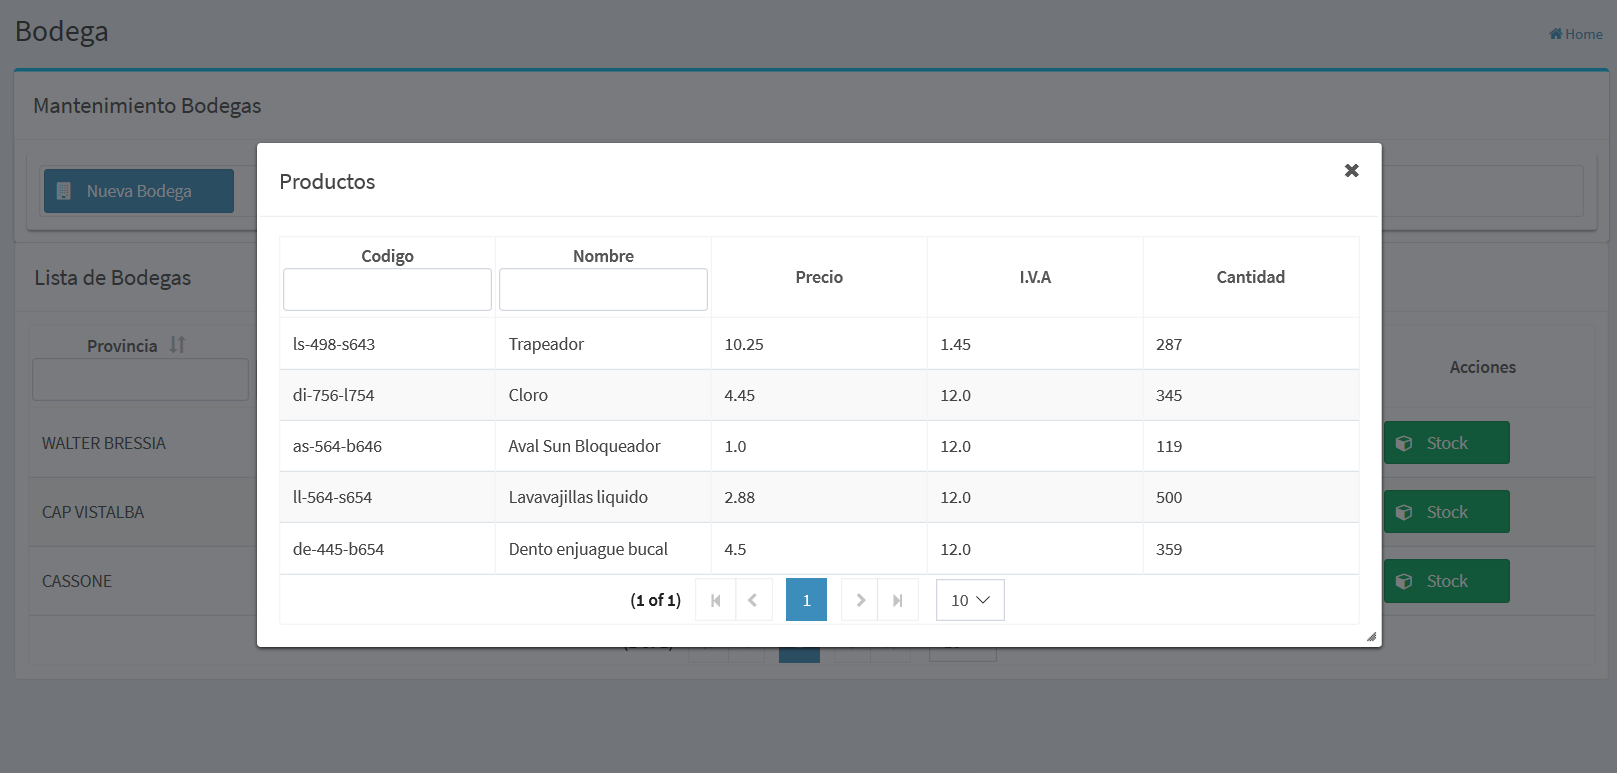 Bodega
Home
Mantenimiento Bodegas
Nueva Bodega
Productos
Codigo Nombre Precio I.V.A Cantidad
ls-498-s643 Trapeador 10.25 1.45 287
di-756-l754 Cloro 4.45 12.0 345
as-564-b646 Aval Sun Bloqueador 1.0 12.0 119
ll-564-s654 Lavavajillas liquido 2.88 12.0 500
de-445-b654 Dento enjuague bucal 4.5 12.0 359
(1 of 1) 1 10
Lista de Bodegas
Provincia Acciones
WALTER BRESSIA Stock
CAP VISTALBA Stock
CASSONE Stock